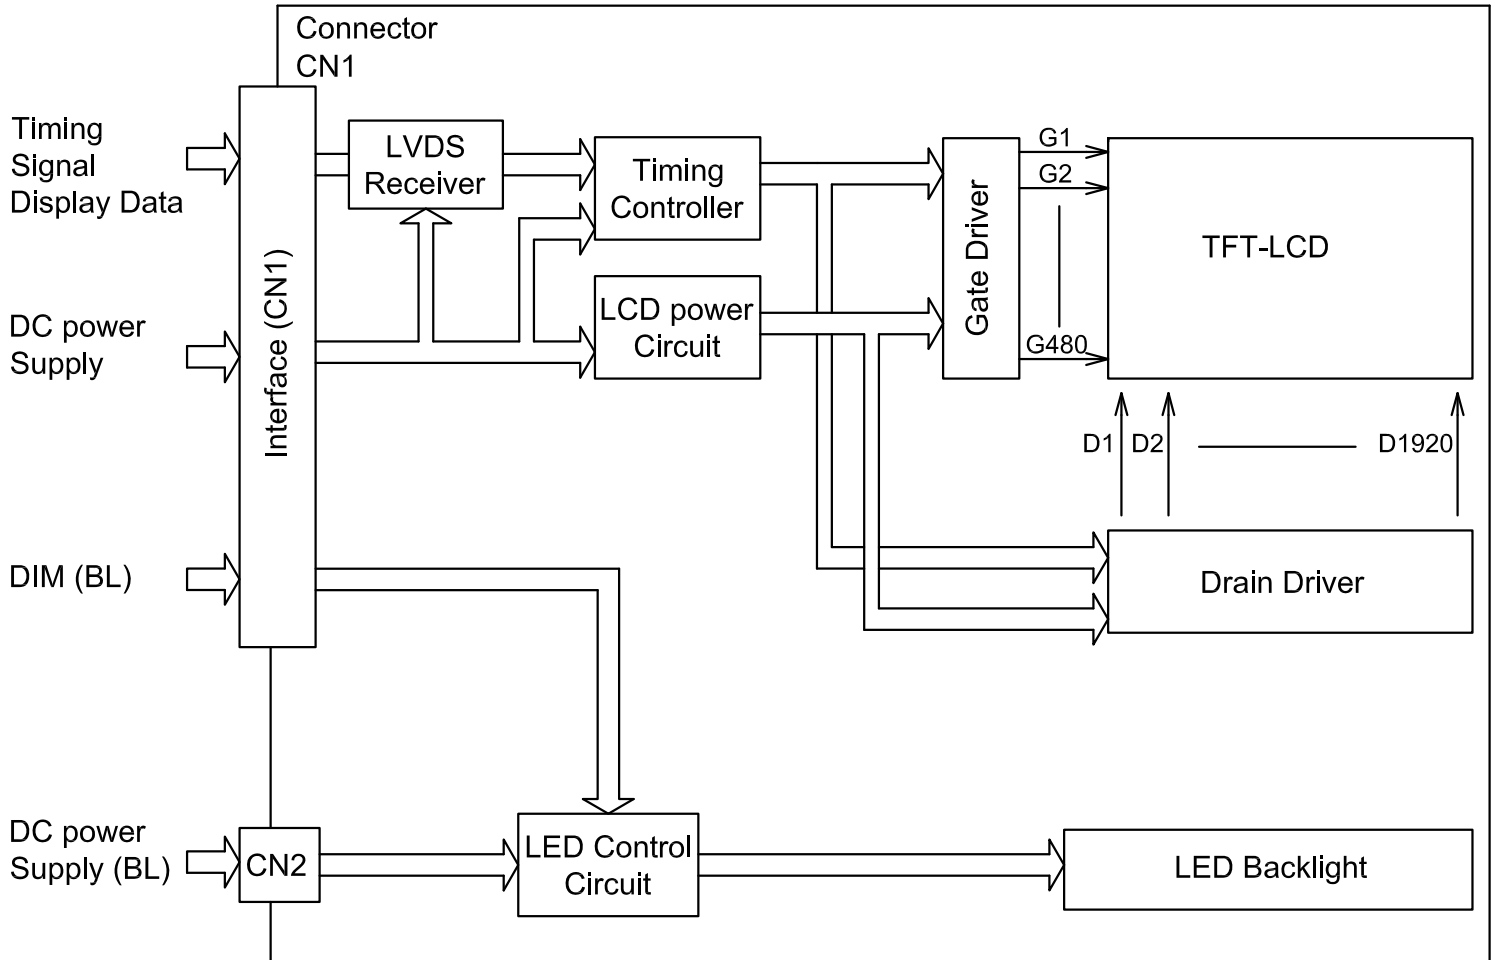 Connector
CN1
Timing
Signal
Display Data
DC power
Supply
DIM (BL)
DC power
Supply (BL)
Interface (CN1)
CN2
LVDS
Receiver
Timing
Controller
LCD power
Circuit
LED Control
Circuit
Gate Driver
G1
G2
G480
TFT-LCD
D1
D2
D1920
Drain Driver
LED Backlight